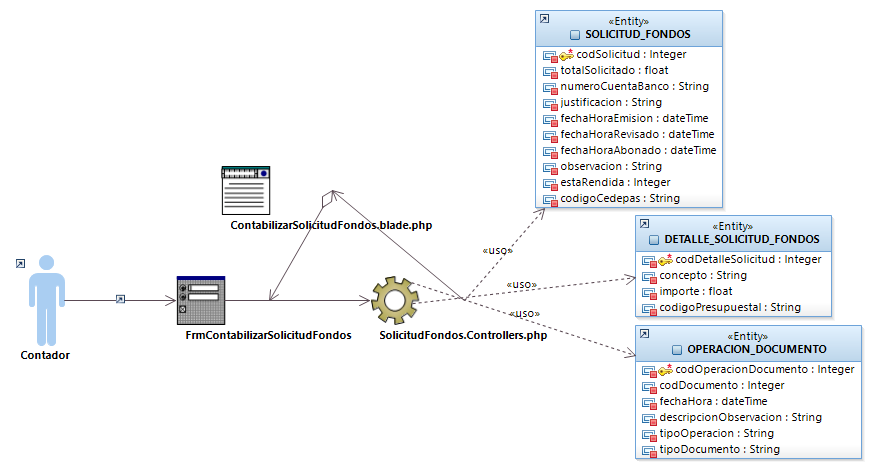 «Entity»
SOLICITUD_FONDOS
codSolicitud : Integer
totalSolicitado : float
numeroCuentaBanco : String
justificacion : String
fechaHoraEmision : dateTime
fechaHoraRevisado : dateTime
fechaHoraAbonado : dateTime
observacion : String
estaRendida : Integer
codigoCedepas : String
ContabilizarSolicitudFondos.blade.php
«uso»
«Entity»
DETALLE_SOLICITUD_FONDOS
codDetalleSolicitud : Integer
concepto : String
importe : float
codigoPresupuestal : String
«uso»
«uso»
Contador
FrmContabilizarSolicitudFondos
SolicitudFondos.Controllers.php
«Entity»
OPERACION_DOCUMENTO
codOperacionDocumento : Integer
codDocumento : Integer
fechaHora : dateTime
descripcionObservacion : String
tipoOperacion : String
tipoDocumento : String